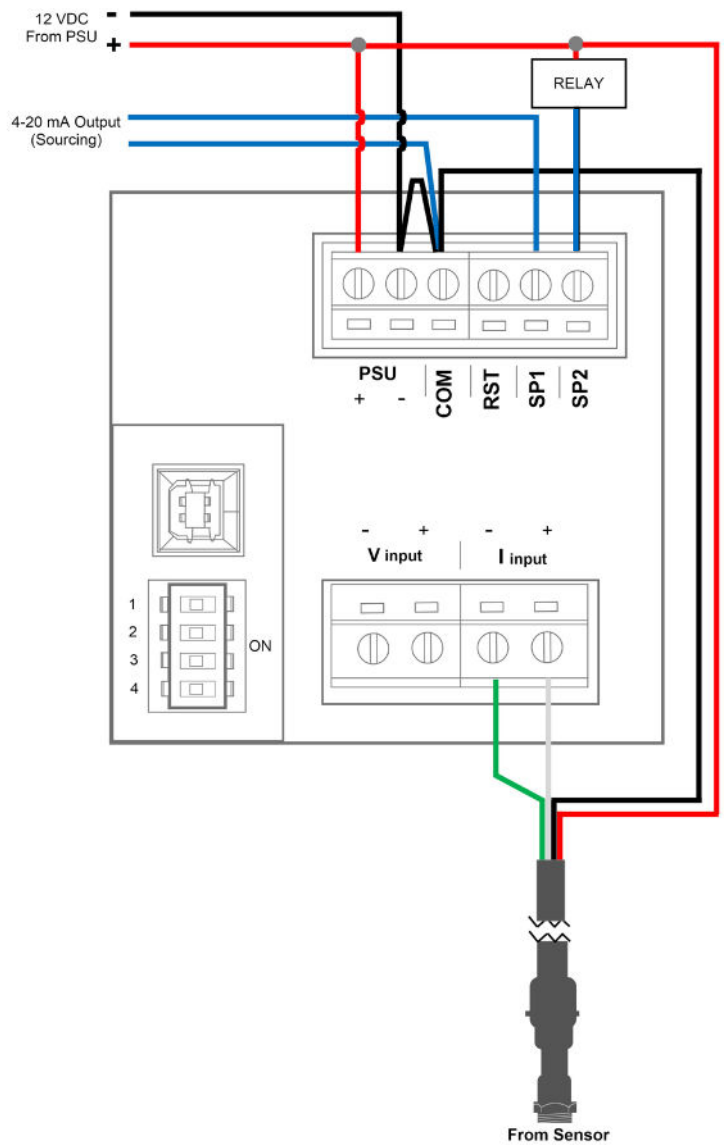 12 VDC -
From PSU +
RELAY
4-20 mA Output
(Sourcing)
PSU
+ -
COM
RST
SP1
SP2
- + - +
V input I input
1
2
3
4
ON
From Sensor